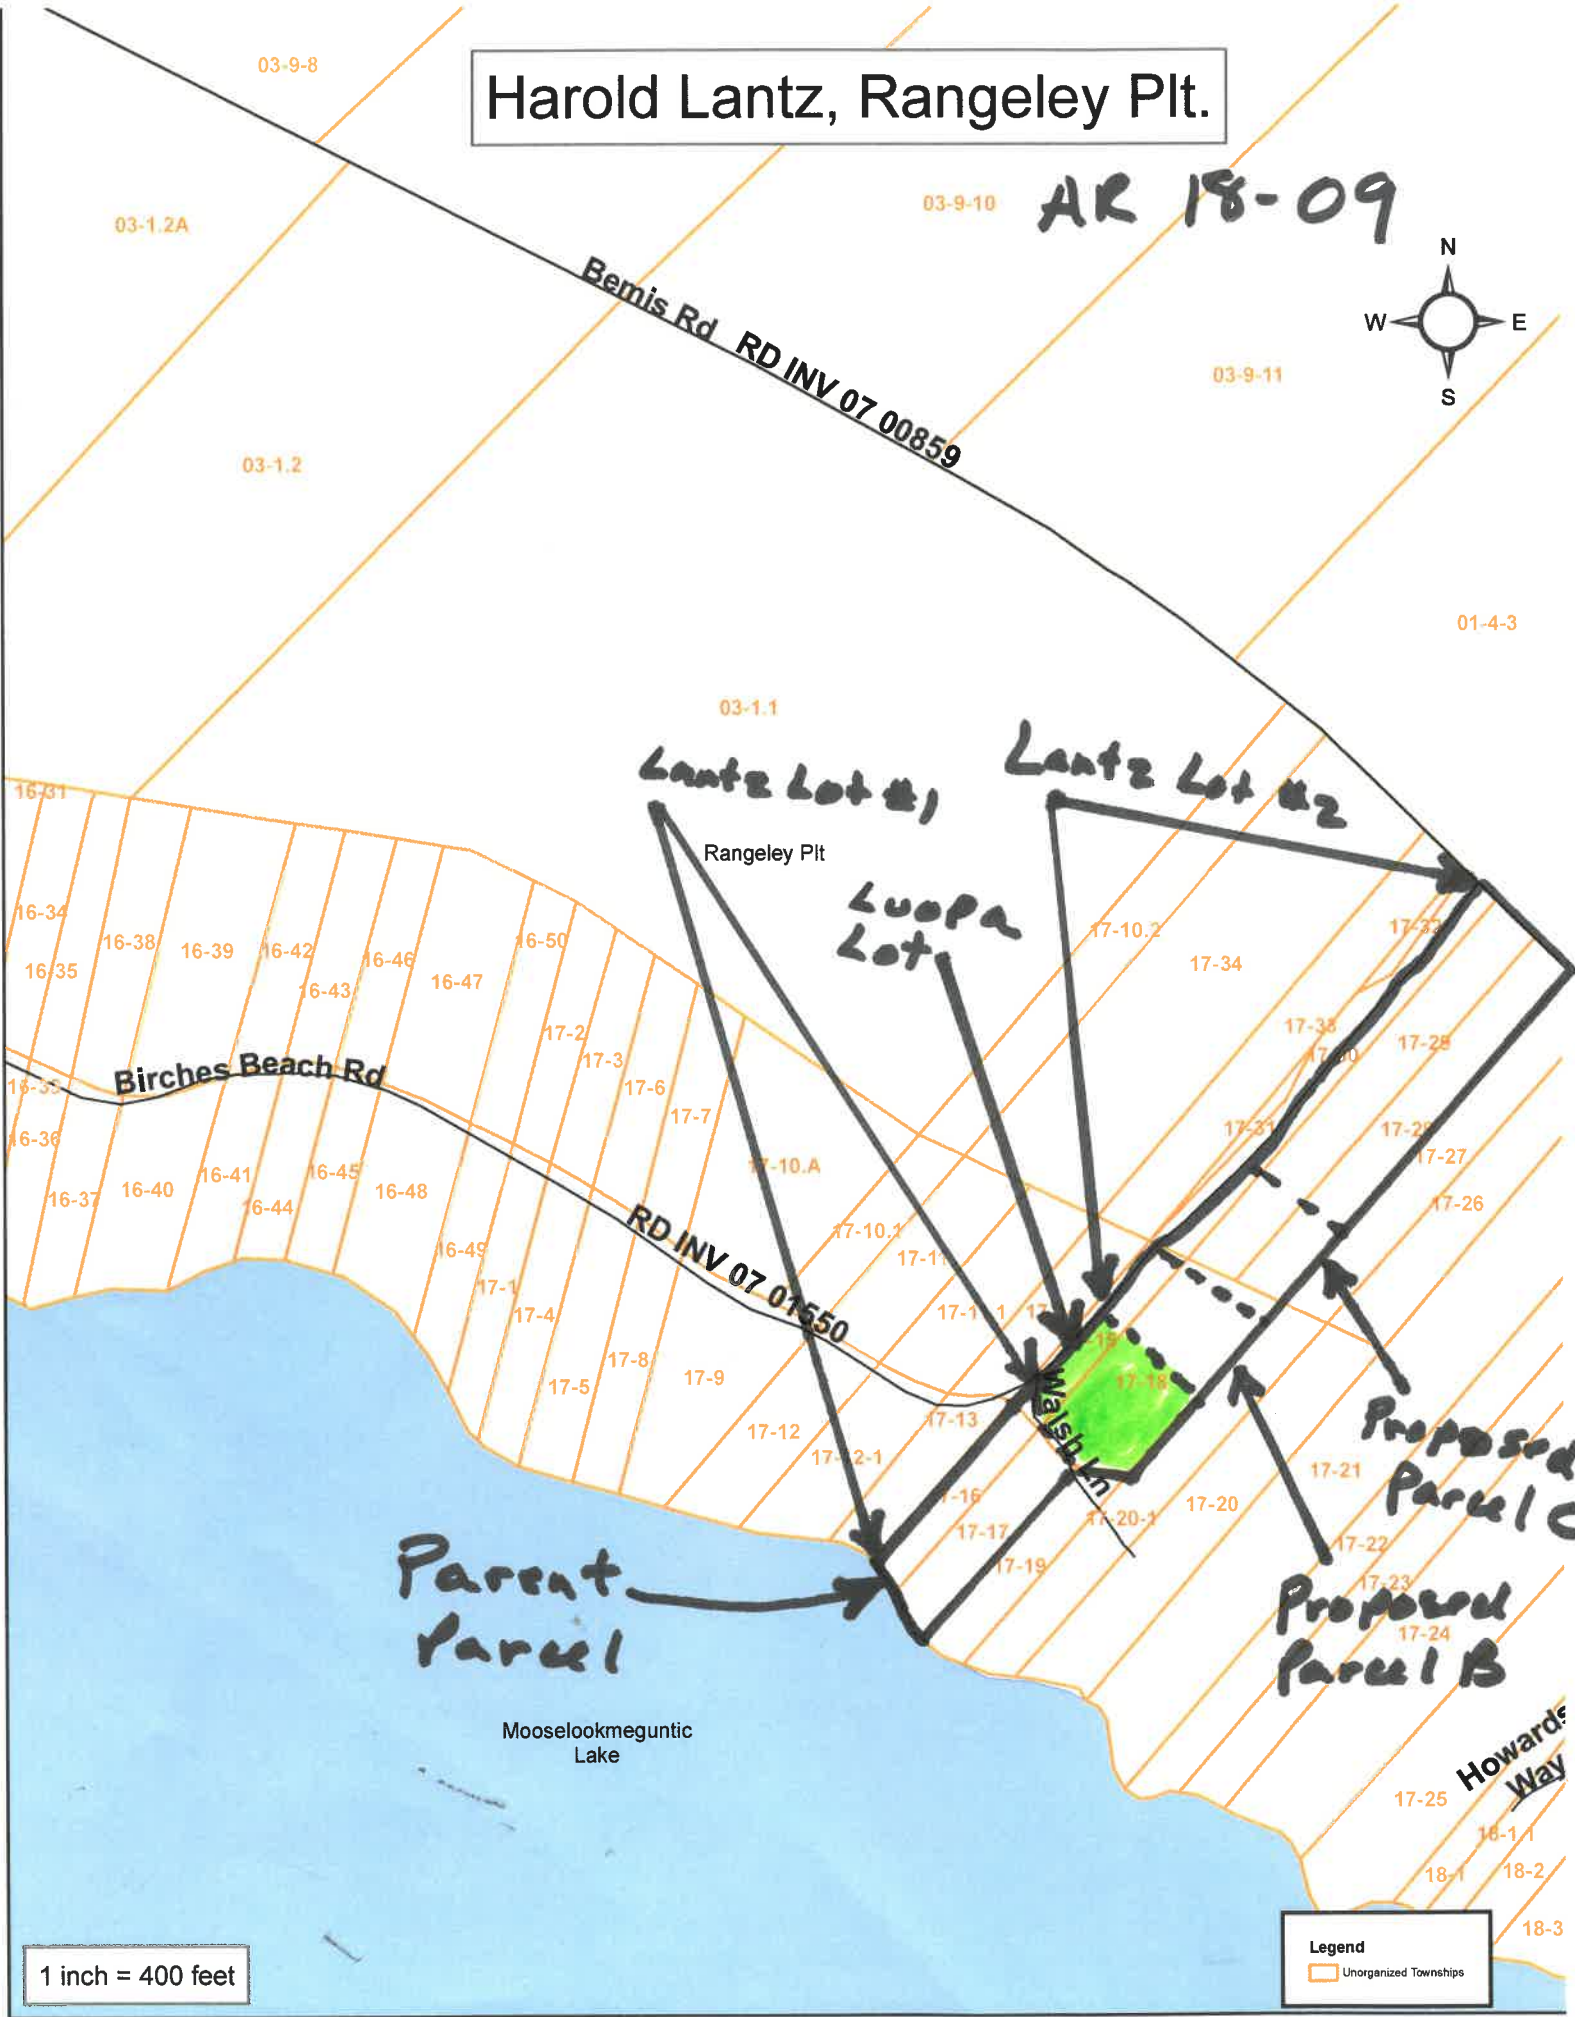 03-9-8
Harold Lantz, Rangeley Plt.
AR 18-09
03-1.2A
03-9-10
N
W
E
S
Bemis Rd
RD INV 07 00859
03-9-11
03-1.2
01-4-3
03-1.1
Lantz Lot #1
Lantz Lot #2
Rangeley Plt
Luopa
Lot
16-31
16-34
16-35
16-38
16-39
16-42
16-43
16-46
16-47
16-50
17-2
17-3
17-6
17-7
17-10.2
17-34
17-33
17-29
17-31
17-27
17-26
Birches Beach Rd
16-36
16-37
16-40
16-41
16-44
16-45
16-48
16-49
17-1
17-4
17-5
17-8
17-9
17-10.A
17-10.1
17-11
RD INV 07 01550
17-12
17-12-1
17-13
17-18
Walsh Ln
17-17
17-19
17-20-1
17-20
17-21
17-22
17-23
17-24
17-25
Proposed
Parcel C
Proposed
Parcel B
Parent
Parcel
Mooselookmeguntic
Lake
Howards
Way
18-1.1
18-1
18-2
18-3
1 inch = 400 feet
Legend
Unorganized Townships